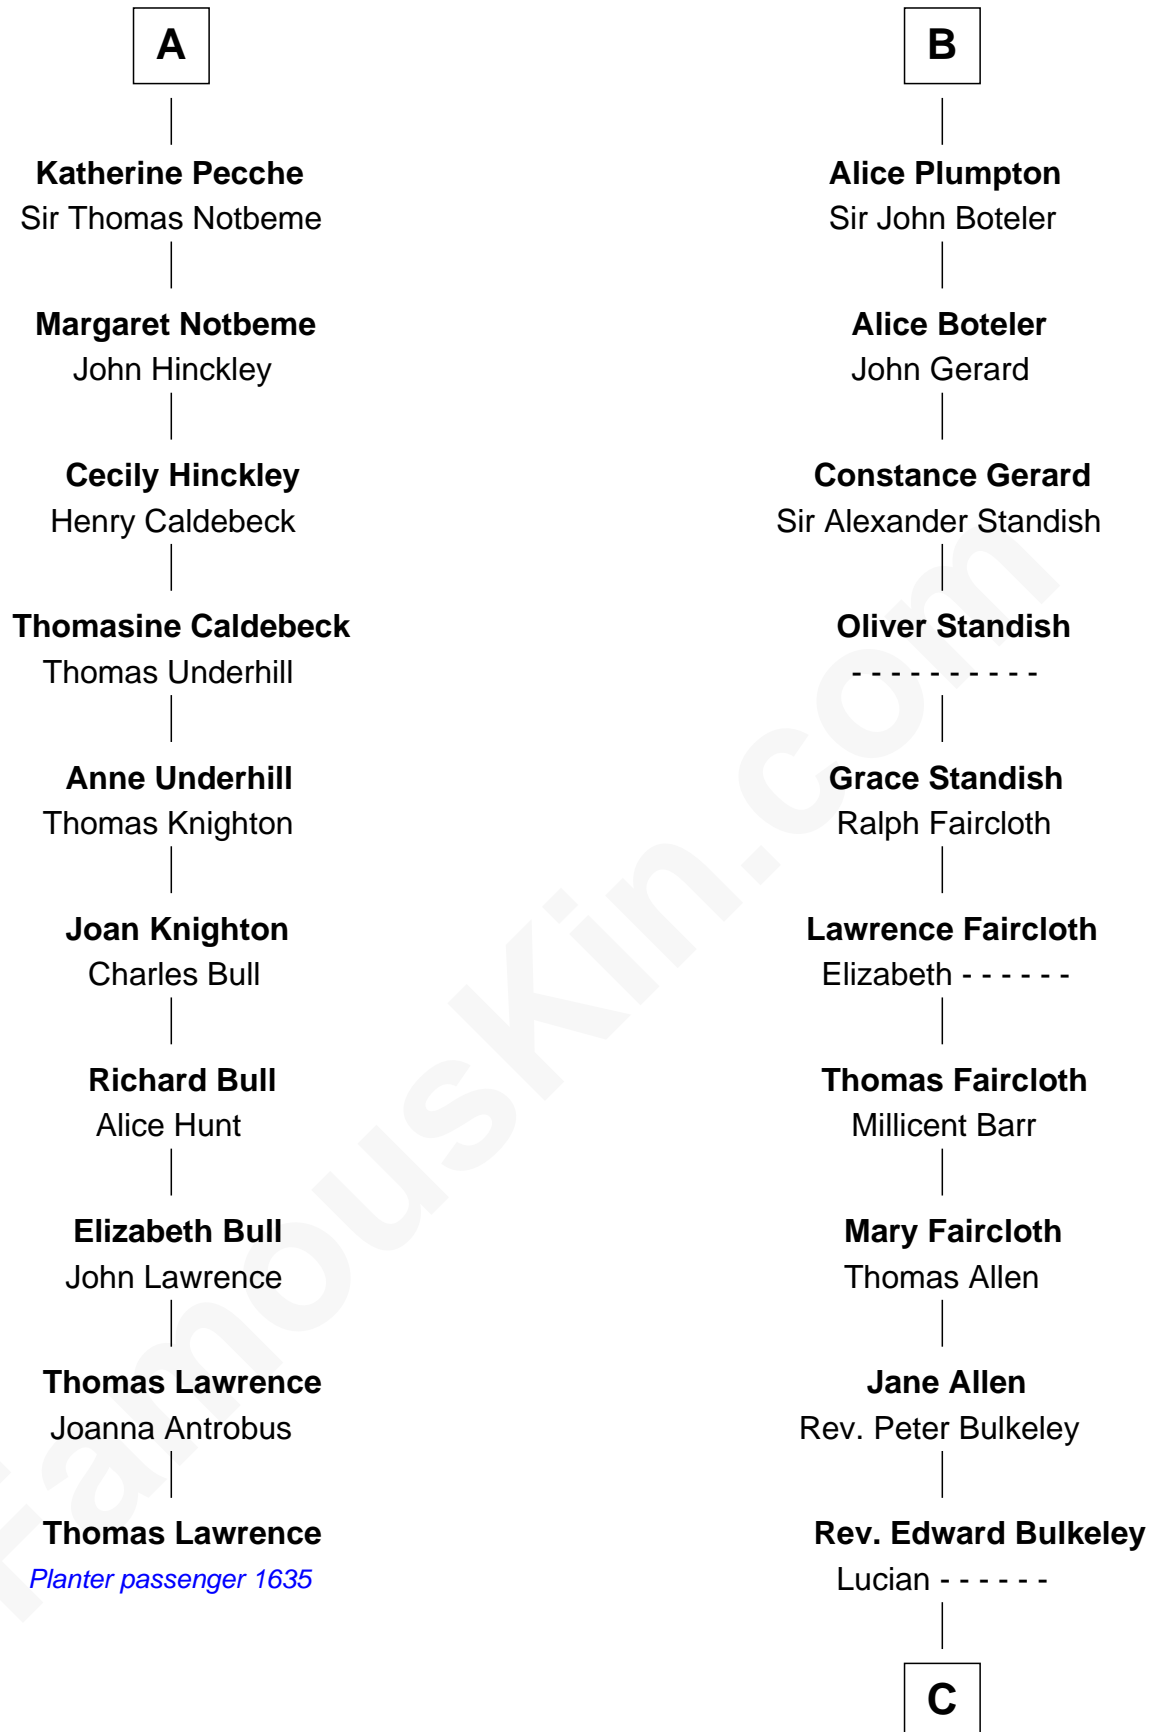 A
Katherine Pecche
Sir Thomas Notbeme
Margaret Notbeme
John Hinckley
Cecily Hinckley
Henry Caldebeck
Thomasine Caldebeck
Thomas Underhill
Anne Underhill
Thomas Knighton
Joan Knighton
Charles Bull
Richard Bull
Alice Hunt
Elizabeth Bull
John Lawrence
Thomas Lawrence
Joanna Antrobus
Thomas Lawrence
Planter passenger 1635
B
Alice Plumpton
Sir John Boteler
Alice Boteler
John Gerard
Constance Gerard
Sir Alexander Standish
Oliver Standish
- - - - - - - - - -
Grace Standish
Ralph Faircloth
Lawrence Faircloth
Elizabeth - - - - - -
Thomas Faircloth
Millicent Barr
Mary Faircloth
Thomas Allen
Jane Allen
Rev. Peter Bulkeley
Rev. Edward Bulkeley
Lucian - - - - - -
C
FamousKin.com